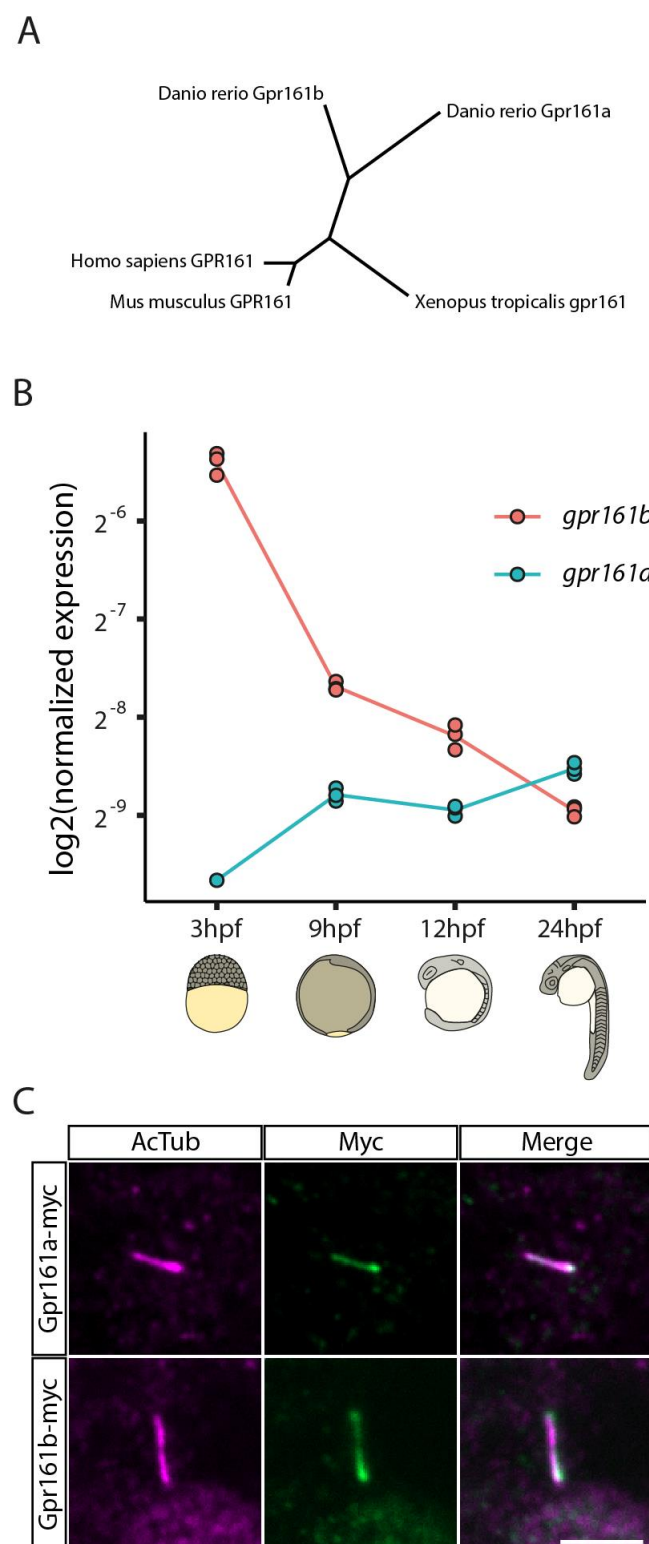 A
Danio rerio Gpr161b
Danio rerio Gpr161a
Homo sapiens GPR161
Mus musculus GPR161
Xenopus tropicalis gpr161
B
log2(normalized expression)
2-6
2-7
2-8
2-9
gpr161b
gpr161a
3hpf
9hpf
12hpf
24hpf
C
AcTub
Myc
Merge
Gpr161a-myc
Gpr161b-myc